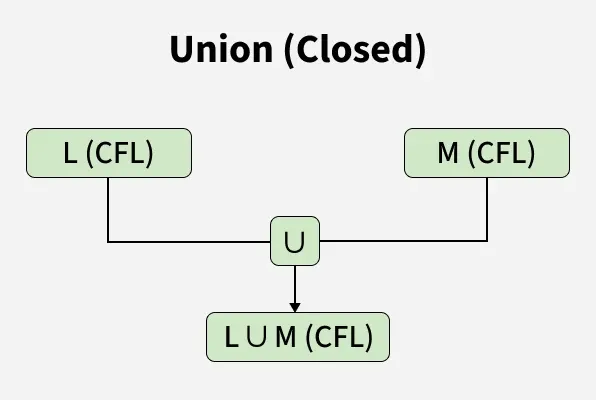 Union (Closed)
L (CFL)
M (CFL)
∪
L ∪ M (CFL)